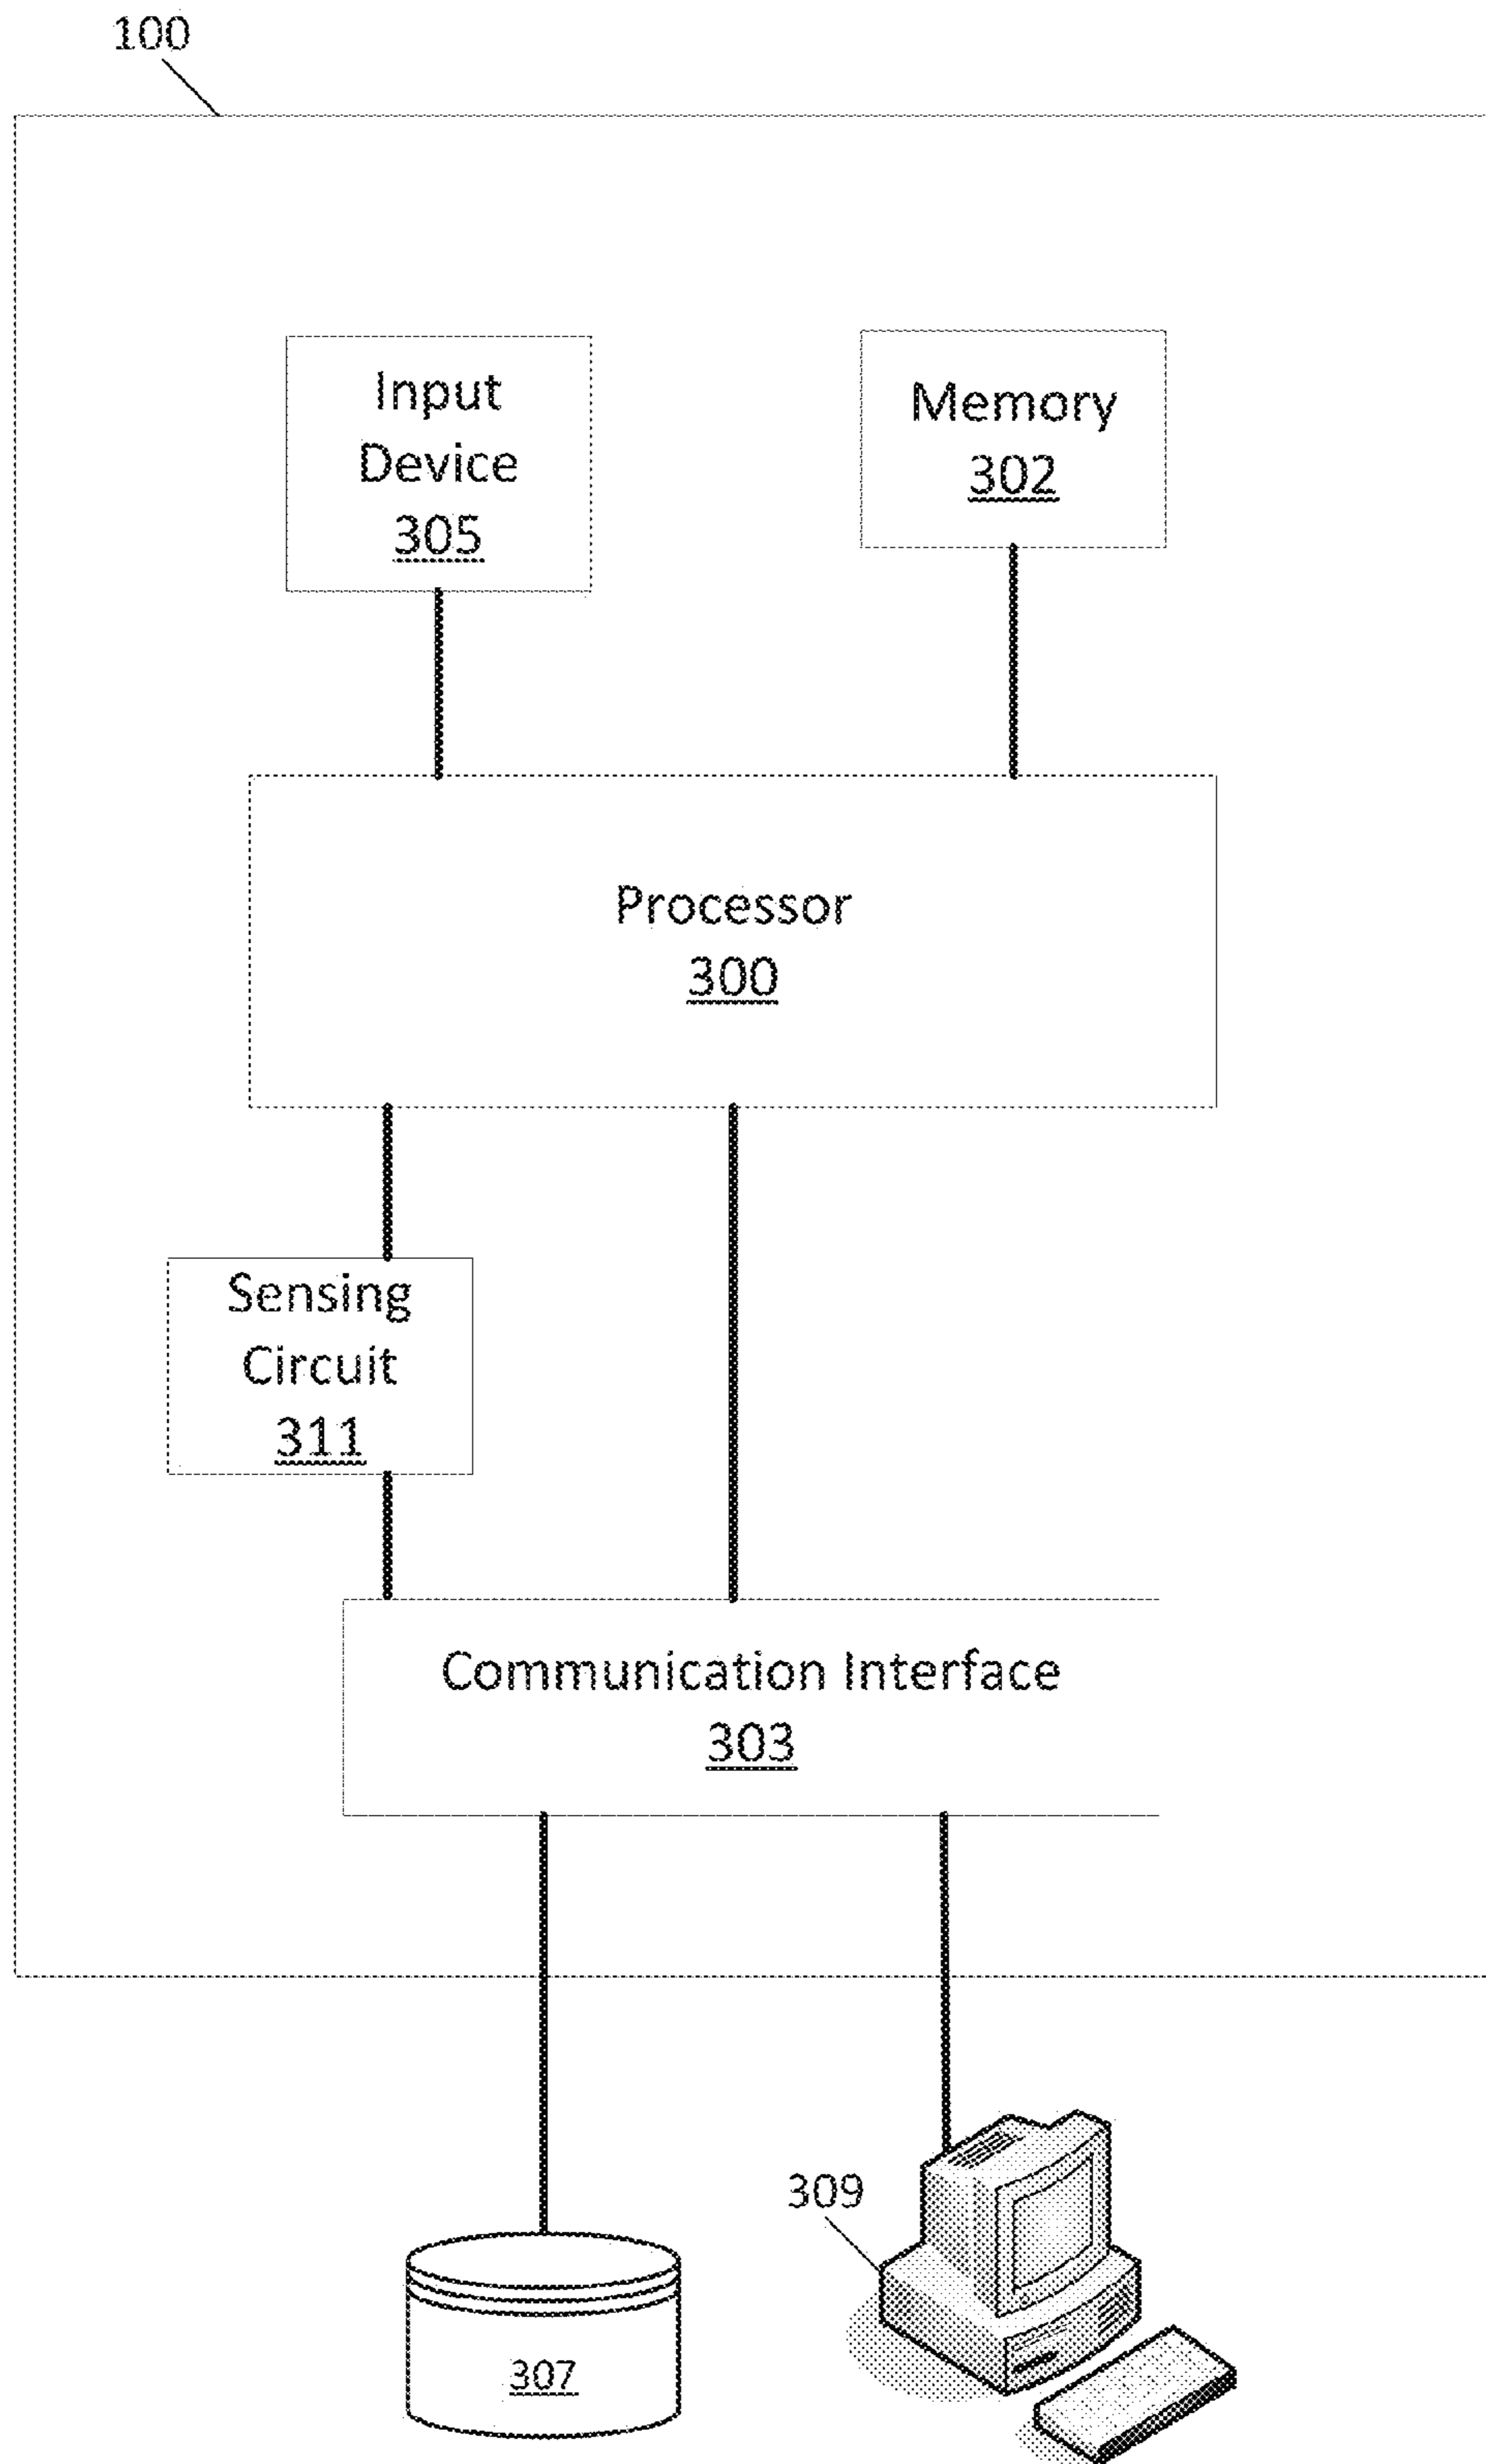 100
Input
Device
305
Memory
302
Processor
300
Sensing
Circuit
311
Communication Interface
303
309
307